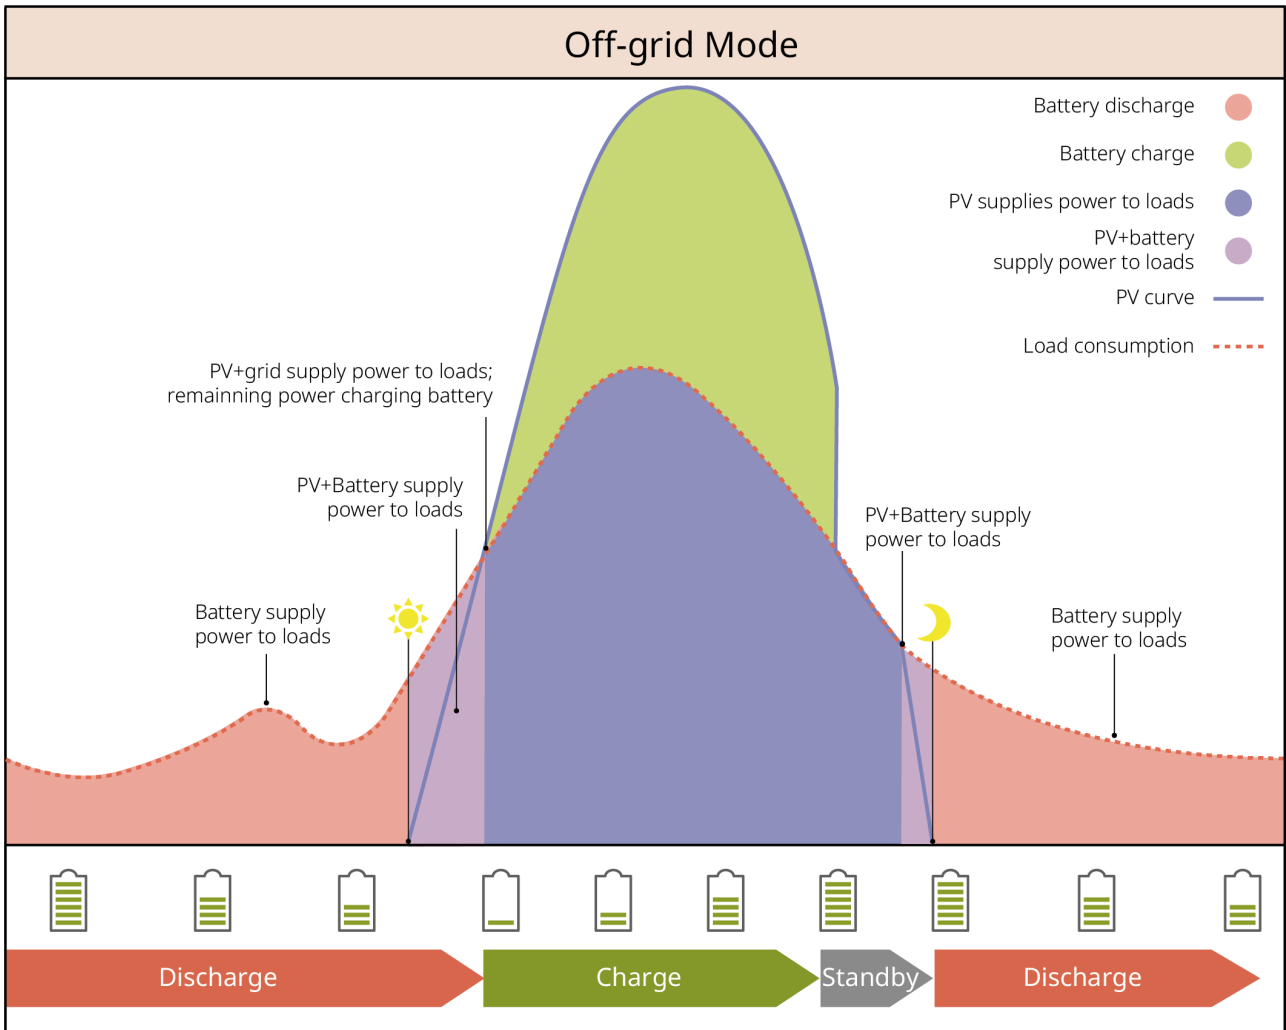 Off-grid Mode
Battery discharge
Battery charge
PV supplies power to loads
PV+battery
supply power to loads
PV curve
Load consumption
PV+grid supply power to loads;
remainning power charging battery
PV+Battery supply
power to loads
PV+Battery supply
power to loads
Battery supply
power to loads
Battery supply
power to loads
Discharge
Charge
Standby
Discharge